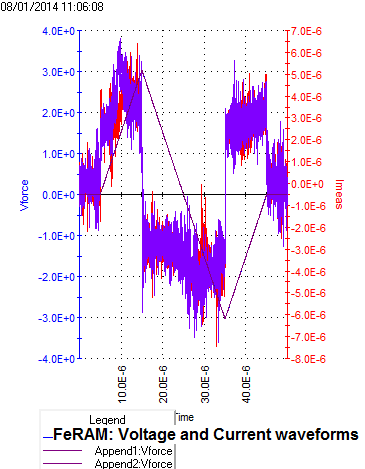 08/01/2014 11:06:08
4.0E+0
3.0E+0
2.0E+0
1.0E+0
0.0E+0
-1.0E+0
-2.0E+0
-3.0E+0
-4.0E+0
Vforce
7.0E-6
6.0E-6
5.0E-6
4.0E-6
3.0E-6
2.0E-6
1.0E-6
0.0E+0
-1.0E-6
-2.0E-6
-3.0E-6
-4.0E-6
-5.0E-6
-6.0E-6
-7.0E-6
-8.0E-6
Imeas
10.0E-6
20.0E-6
30.0E-6
40.0E-6
Time
Legend
FeRAM: Voltage and Current waveforms
Append1:Vforce
Append2:Vforce